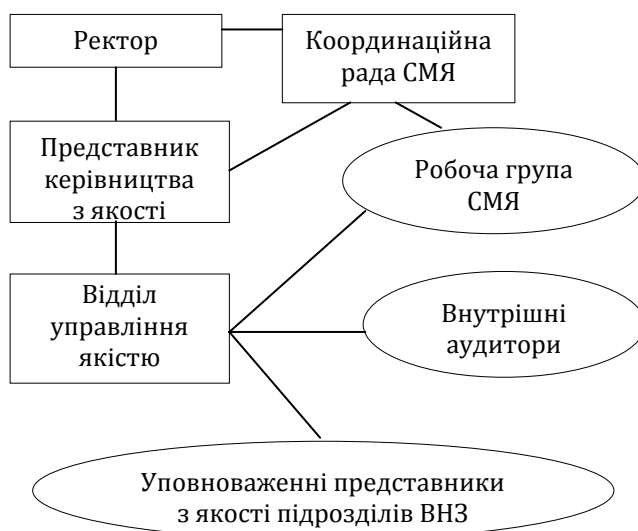 Ректор
Координаційна
рада СМЯ
Представник
керівництва
з якості
Робоча група
СМЯ
Відділ
управління
якістю
Внутрішні
аудитори
Уповноваженні представники
з якості підрозділів ВНЗ